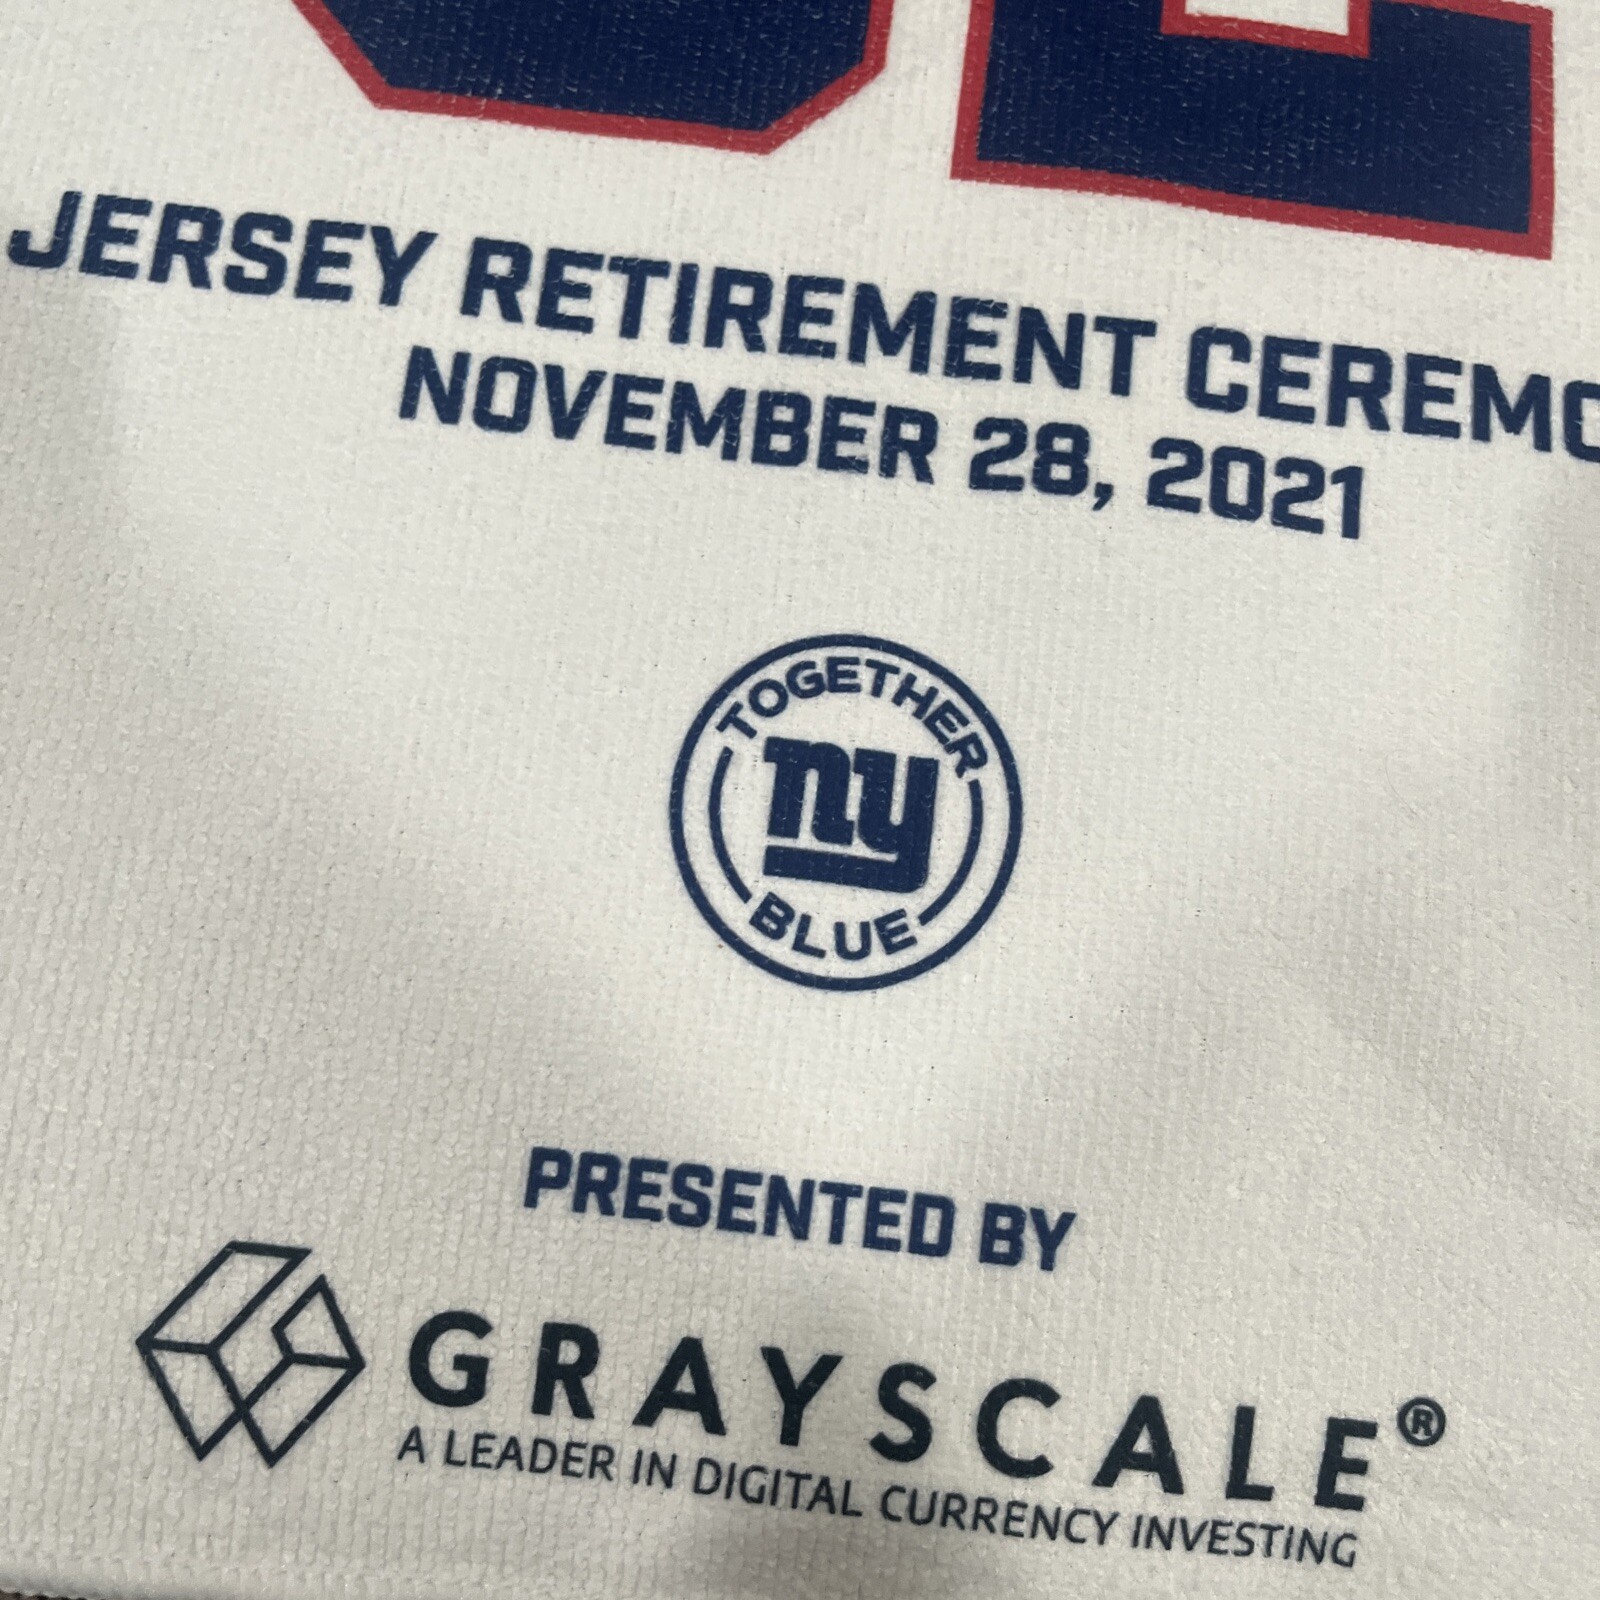 JERSEY RETIREMENT CEREMO
NOVEMBER 28, 2021
TOGETHER
ny
BLUE
PRESENTED BY
GRAYSCALE®
A LEADER IN DIGITAL CURRENCY INVESTING